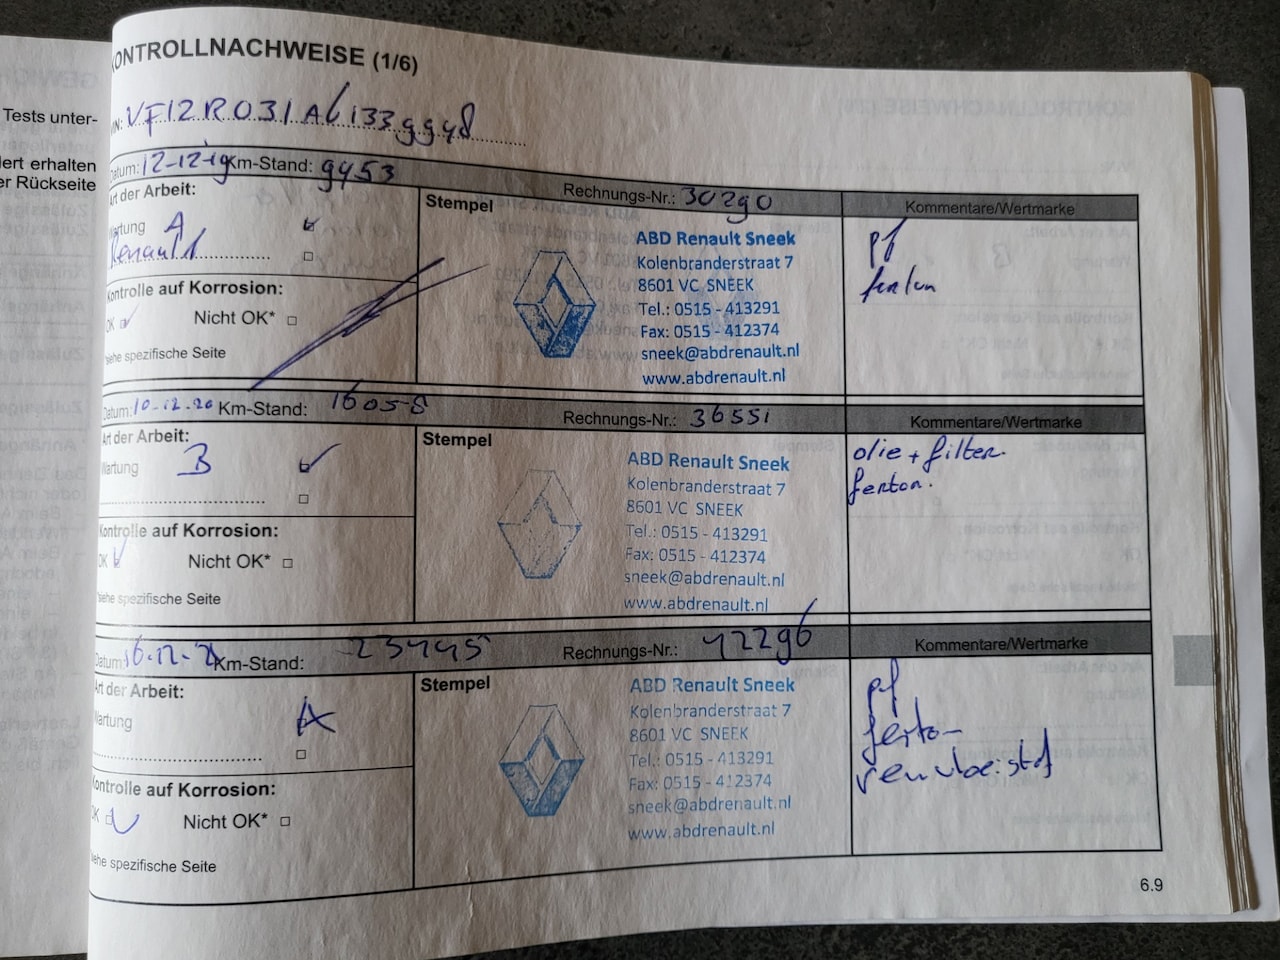 Tests unter-
dert erhalten
er Rückseite
KONTROLLNACHWEISE (1/6)
VF12R031A6133
Datum: 12-12-19 Km-Stand: 9453
Rechnungs-Nr.: 30290
Kommentare/Wertmarke
Art der Arbeit:
Wartung A
Renault
Kontrolle auf Korrosion:
OK Nicht OK*
*siehe spezifische Seite
Stempel
ABD Renault Sneek
Kolenbranderstraat 7
8601 VC SNEEK
Tel.: 0515 - 413291
Fax: 0515 - 412374
sneek@abdrenault.nl
www.abdrenault.nl
pf
Datum: 10-12-20 Km-Stand: 16058
Rechnungs-Nr.: 36551
Kommentare/Wertmarke
Art der Arbeit:
Wartung B
Kontrolle auf Korrosion:
OK Nicht OK*
*siehe spezifische Seite
Stempel
ABD Renault Sneek
Kolenbranderstraat 7
8601 VC SNEEK
Tel.: 0515 - 413291
Fax: 0515 - 412374
sneek@abdrenault.nl
www.abdrenault.nl
olie + filter
Datum: 16-12-21 Km-Stand: 23445
Rechnungs-Nr.: 42296
Kommentare/Wertmarke
Art der Arbeit:
Wartung A
Kontrolle auf Korrosion:
OK Nicht OK*
*siehe spezifische Seite
Stempel
ABD Renault Sneek
Kolenbranderstraat 7
8601 VC SNEEK
Tel.: 0515 - 413291
Fax: 0515 - 412374
sneek@abdrenault.nl
www.abdrenault.nl
pf
remvloeistof
6.9